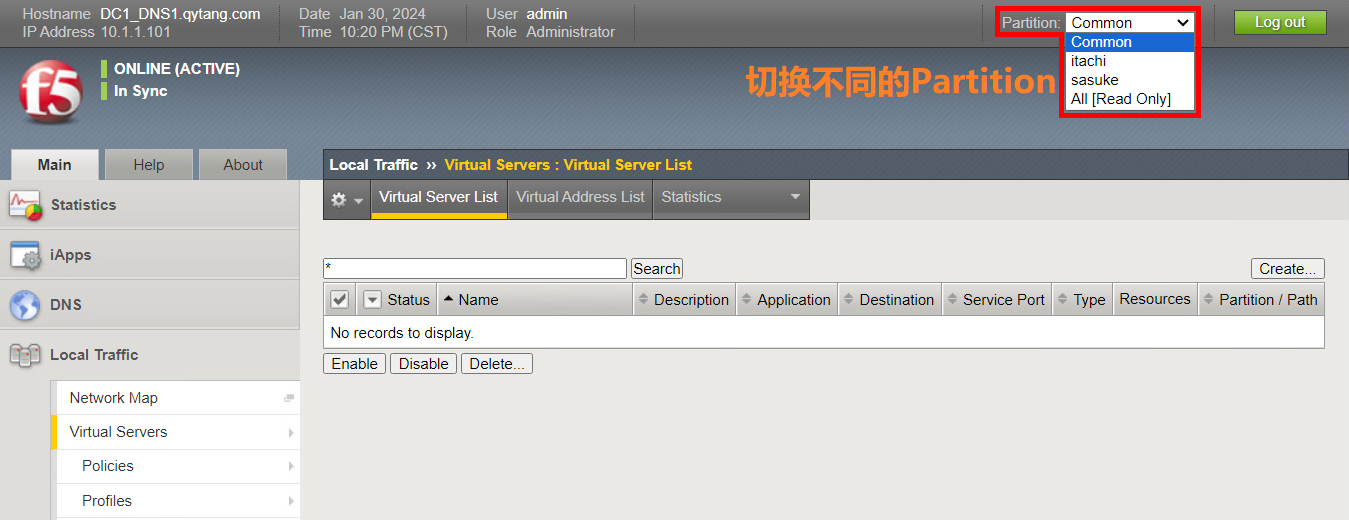 Hostname DC1_DNS1.qytang.com Date Jan 30, 2024 User admin Partition: Common Log out
IP Address 10.1.1.101 Time 10:20 PM (CST) Role Administrator
Common
itachi
sasuke
All [Read Only]
切换不同的Partition
f5
ONLINE (ACTIVE)
In Sync
Main Help About
Local Traffic ›› Virtual Servers : Virtual Server List
Virtual Server List Virtual Address List Statistics
Statistics
iApps
DNS
Local Traffic
Network Map
Virtual Servers
Policies
Profiles
* Search Create...
Status Name Description Application Destination Service Port Type Resources Partition / Path
No records to display.
Enable Disable Delete...